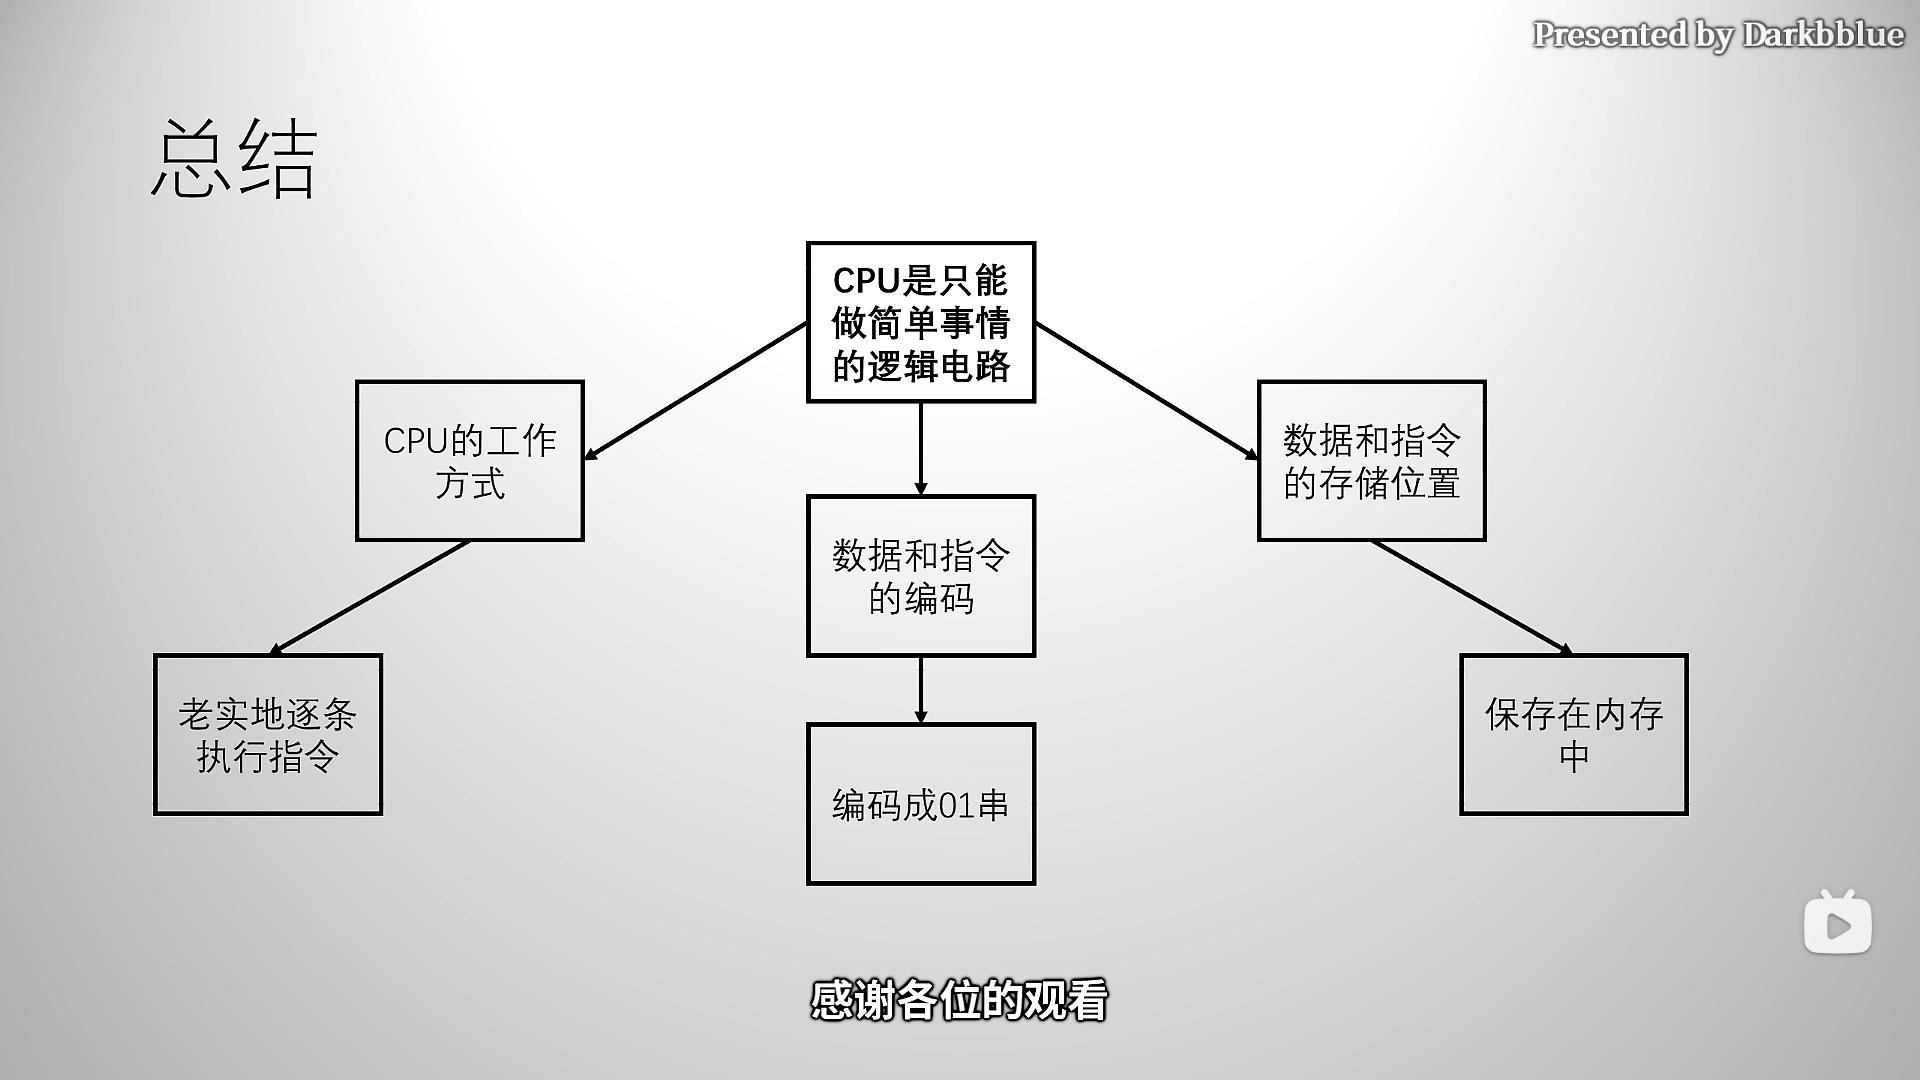 Presented by Darkbblue
总结
CPU是只能
做简单事情
的逻辑电路
CPU的工作
方式
数据和指令
的存储位置
数据和指令
的编码
老实地逐条
执行指令
保存在内存
中
编码成01串
感谢各位的观看